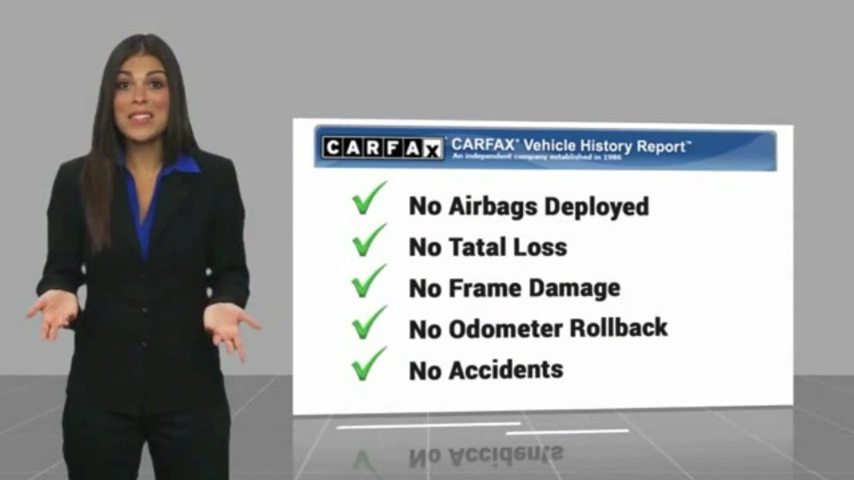 CARFAX CARFAX Vehicle History Report™
An independent company established in 1986
No Airbags Deployed
No Tatal Loss
No Frame Damage
No Odometer Rollback
No Accidents
No Accidents